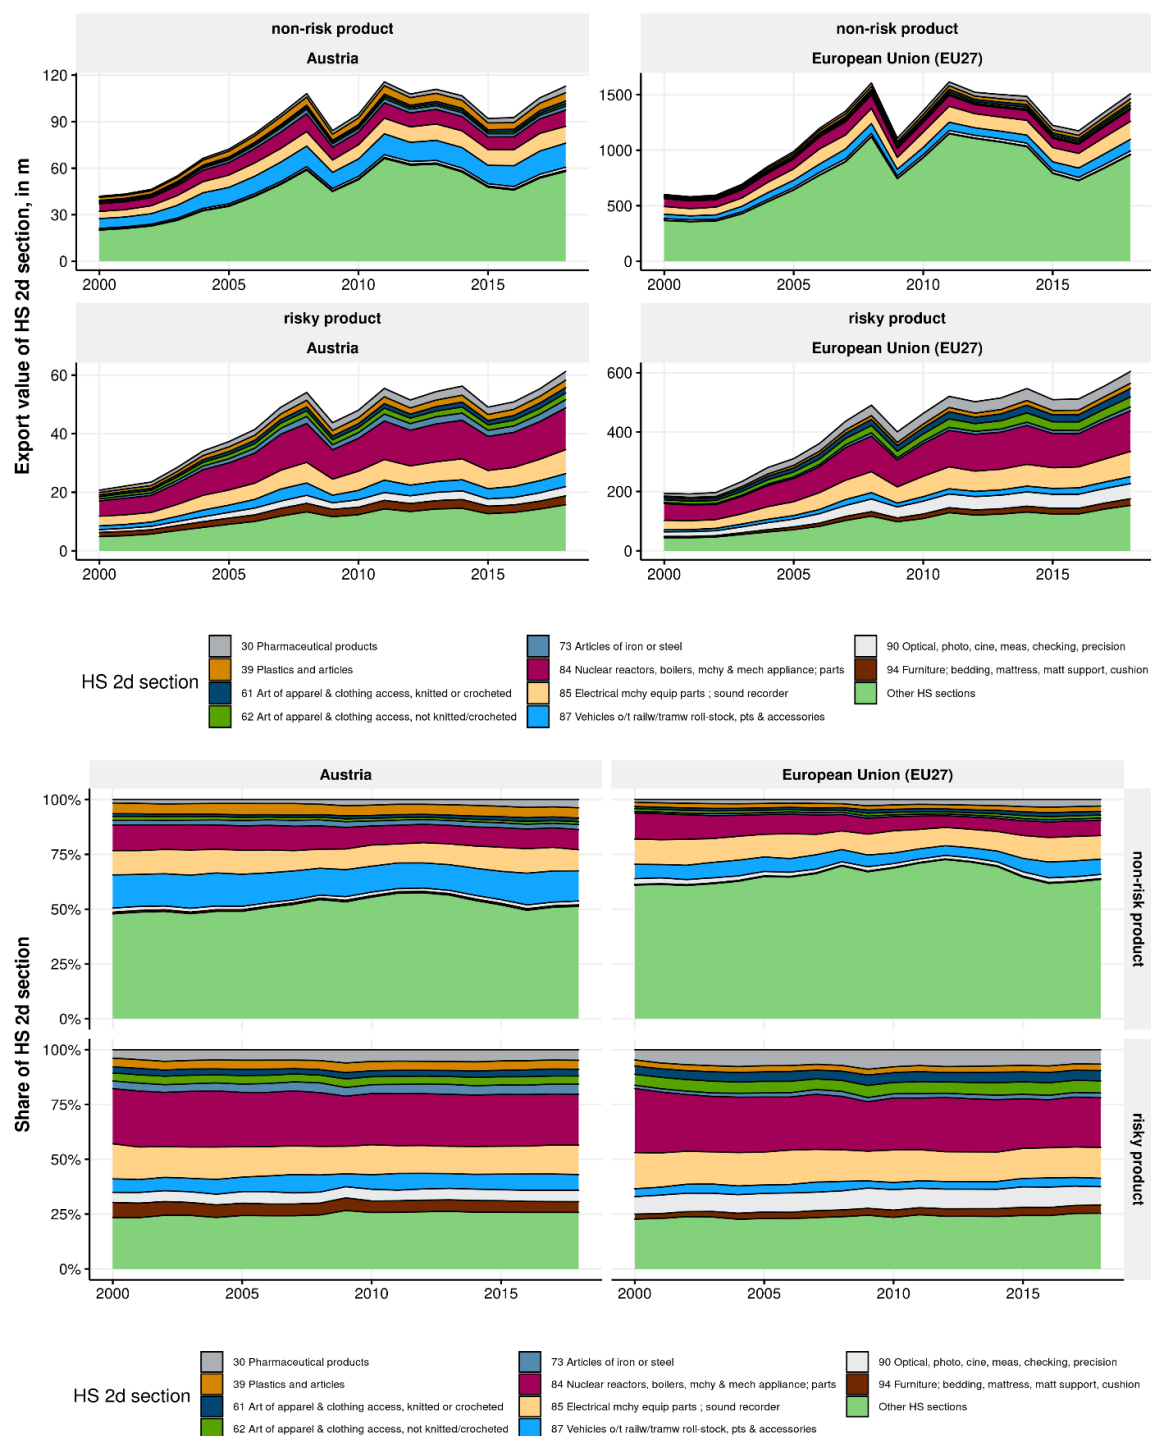 non-risk product
Austria
non-risk product
European Union (EU27)
Export value of HS 2d section, in m
120
90
60
30
0
2000 2005 2010 2015
1500
1000
500
0
2000 2005 2010 2015
risky product
Austria
risky product
European Union (EU27)
60
40
20
0
2000 2005 2010 2015
600
400
200
0
2000 2005 2010 2015
HS 2d section
30 Pharmaceutical products
39 Plastics and articles
61 Art of apparel & clothing access, knitted or crocheted
62 Art of apparel & clothing access, not knitted/crocheted
73 Articles of iron or steel
84 Nuclear reactors, boilers, mchy & mech appliance; parts
85 Electrical mchy equip parts ; sound recorder
87 Vehicles o/t railw/tramw roll-stock, pts & accessories
90 Optical, photo, cine, meas, checking, precision
94 Furniture; bedding, mattress, matt support, cushion
Other HS sections
Austria
European Union (EU27)
Share of HS 2d section
100%
75%
50%
25%
0%
non-risk product
100%
75%
50%
25%
0%
risky product
2000 2005 2010 2015
2000 2005 2010 2015
HS 2d section
30 Pharmaceutical products
39 Plastics and articles
61 Art of apparel & clothing access, knitted or crocheted
62 Art of apparel & clothing access, not knitted/crocheted
73 Articles of iron or steel
84 Nuclear reactors, boilers, mchy & mech appliance; parts
85 Electrical mchy equip parts ; sound recorder
87 Vehicles o/t railw/tramw roll-stock, pts & accessories
90 Optical, photo, cine, meas, checking, precision
94 Furniture; bedding, mattress, matt support, cushion
Other HS sections